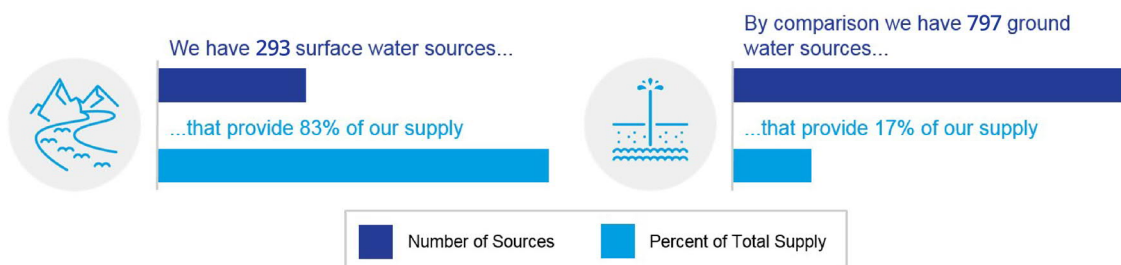 We have 293 surface water sources...
...that provide 83% of our supply
By comparison we have 797 ground
water sources...
...that provide 17% of our supply
Number of Sources
Percent of Total Supply